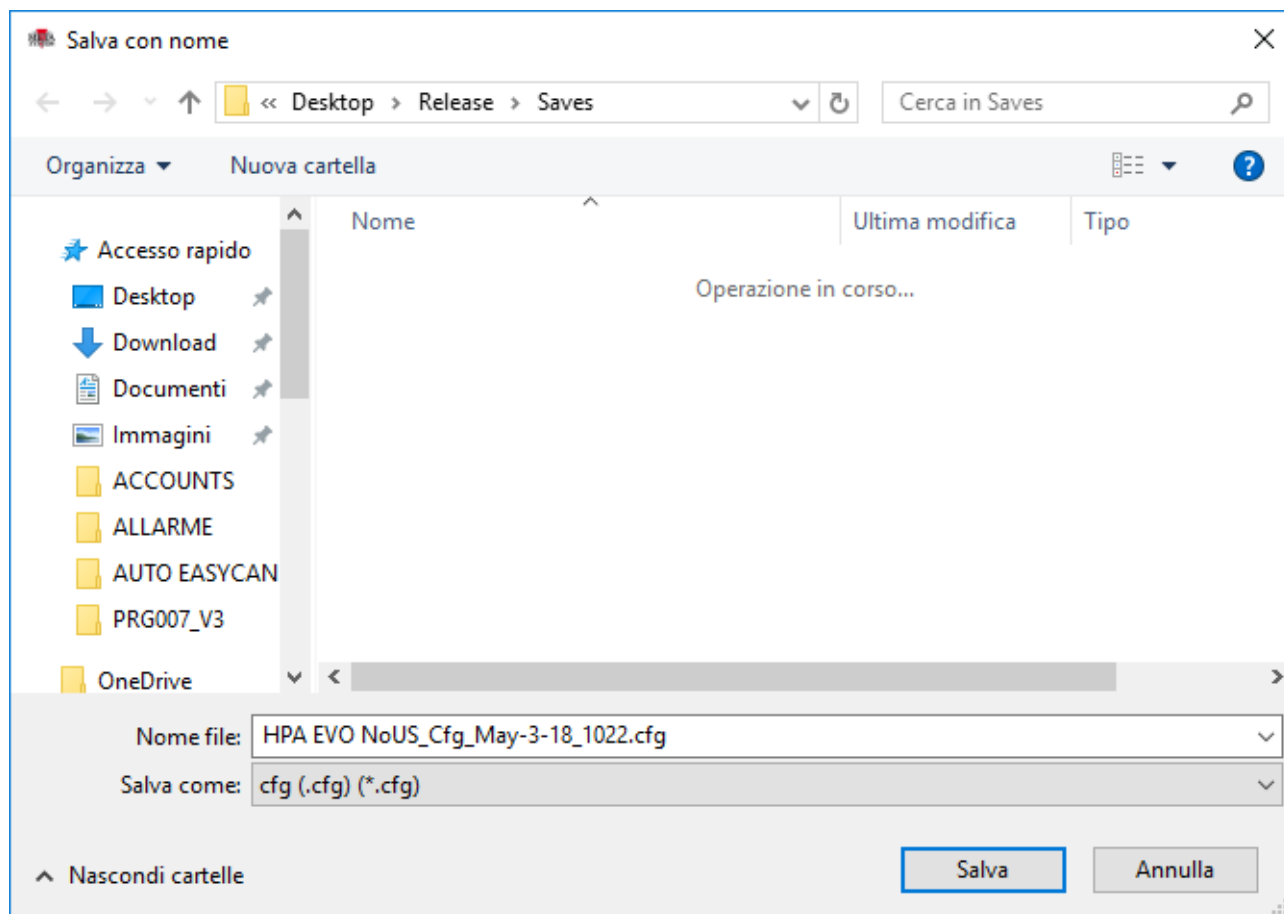 Salva con nome
« Desktop › Release › Saves
Cerca in Saves
Organizza
Nuova cartella
?
Nome
Ultima modifica
Tipo
Accesso rapido
Desktop
Download
Documenti
Immagini
ACCOUNTS
ALLARME
AUTO EASYCAN
PRG007_V3
OneDrive
Operazione in corso...
Nome file: HPA EVO NoUS_Cfg_May-3-18_1022.cfg
Salva come: cfg (.cfg) (*.cfg)
Nascondi cartelle
Salva
Annulla